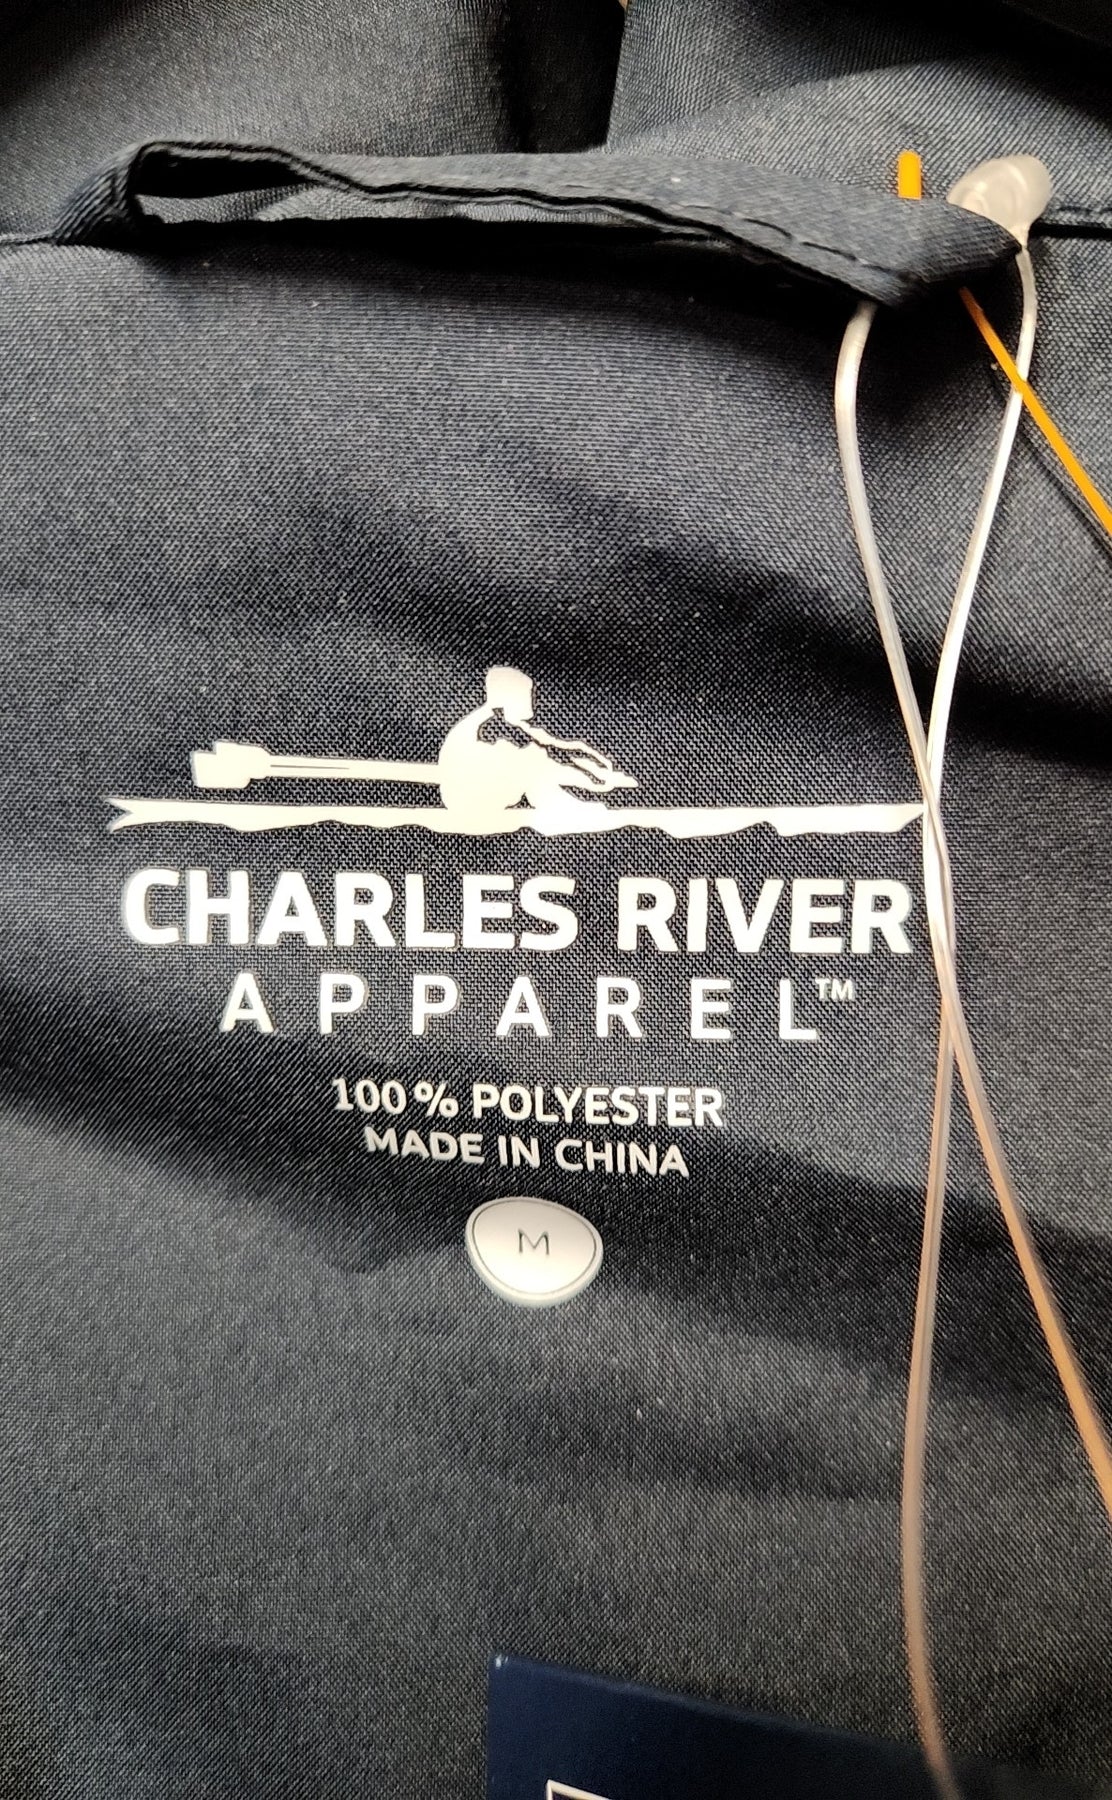 CHARLES RIVER
APPAREL™
100% POLYESTER
MADE IN CHINA
M